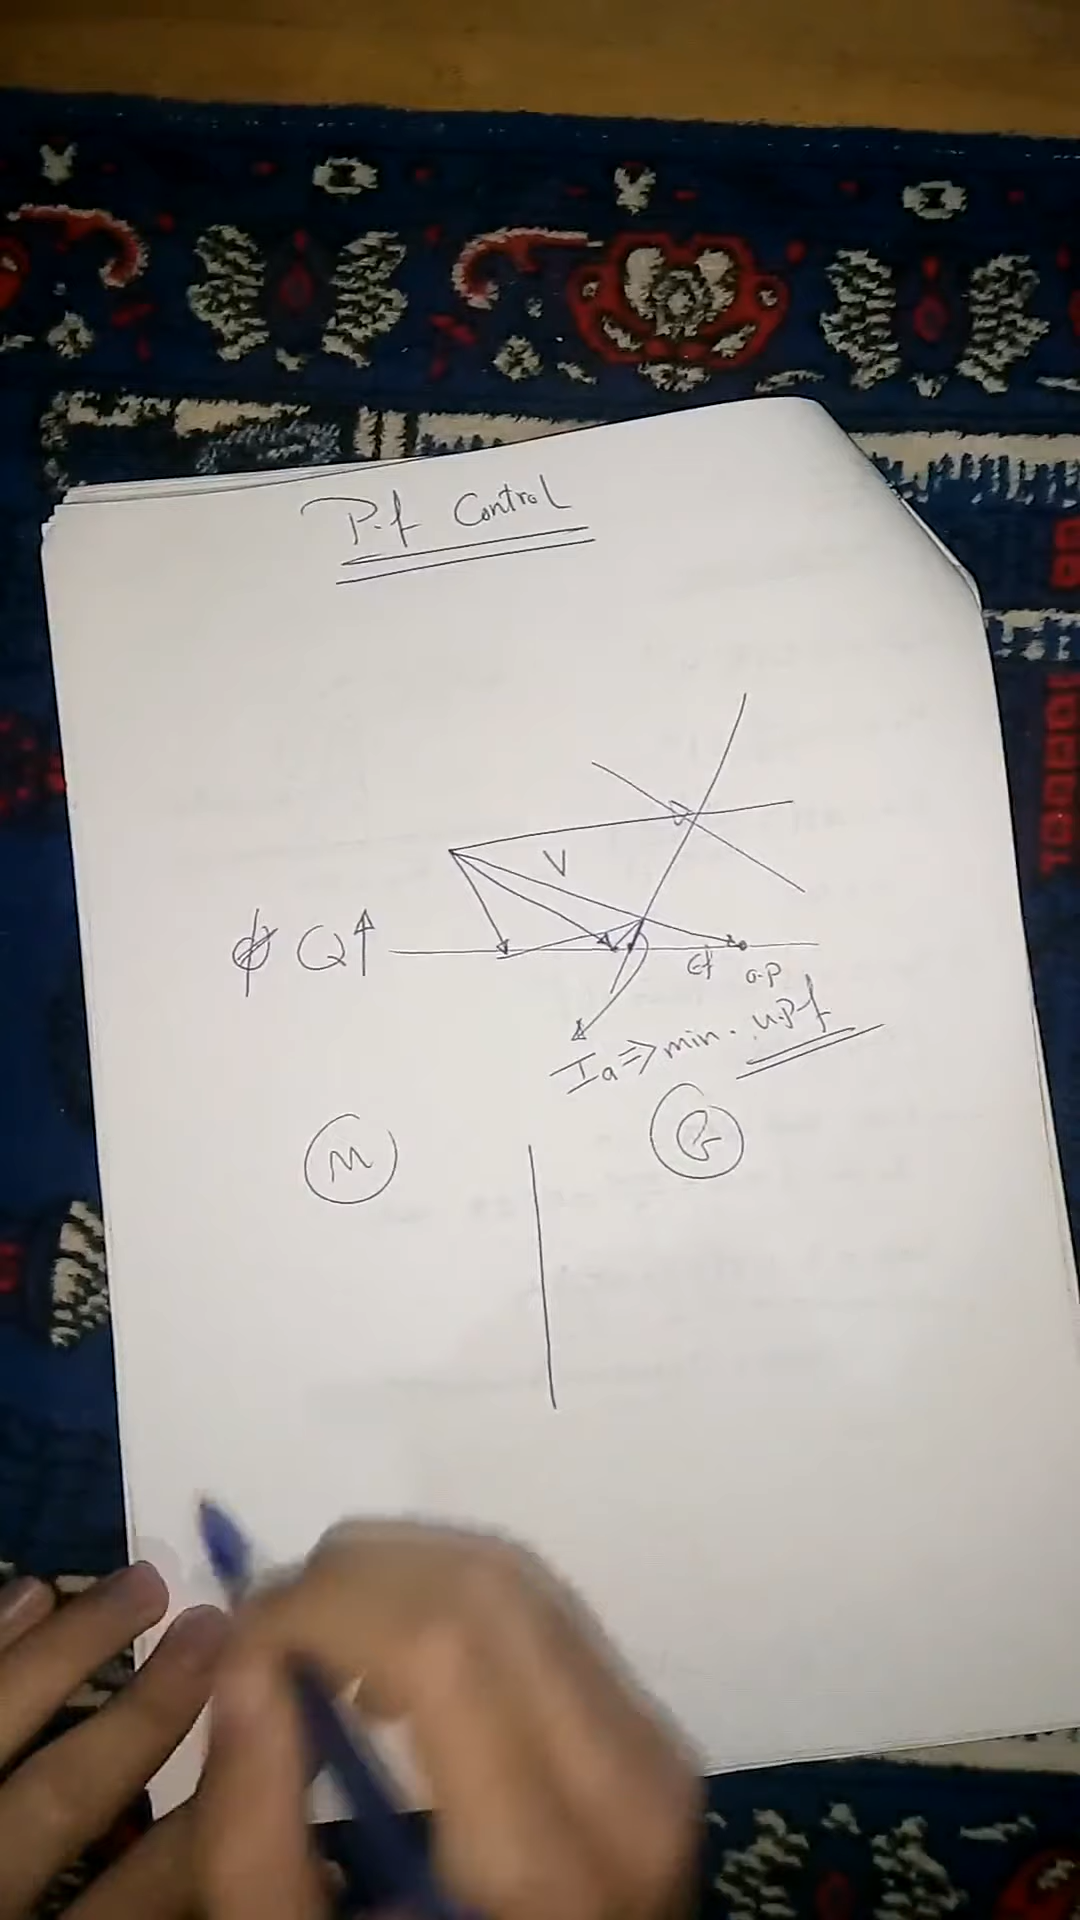 P.f Control
V
Q↑
Ef
o.p
Ia ⇒ min. u.P.f
M
G